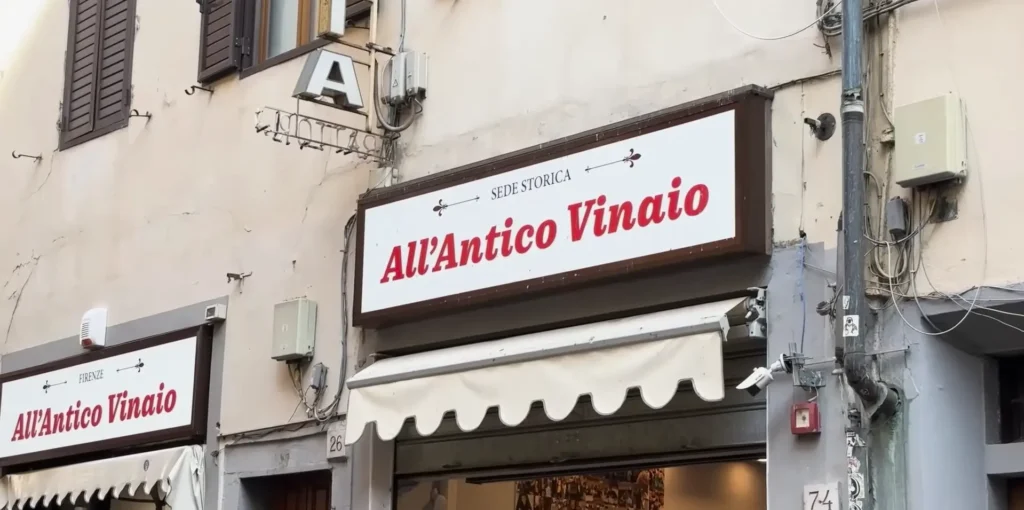 A
SEDE STORICA
All'Antico Vinaio
FIRENZE
All'Antico Vinaio
26
74